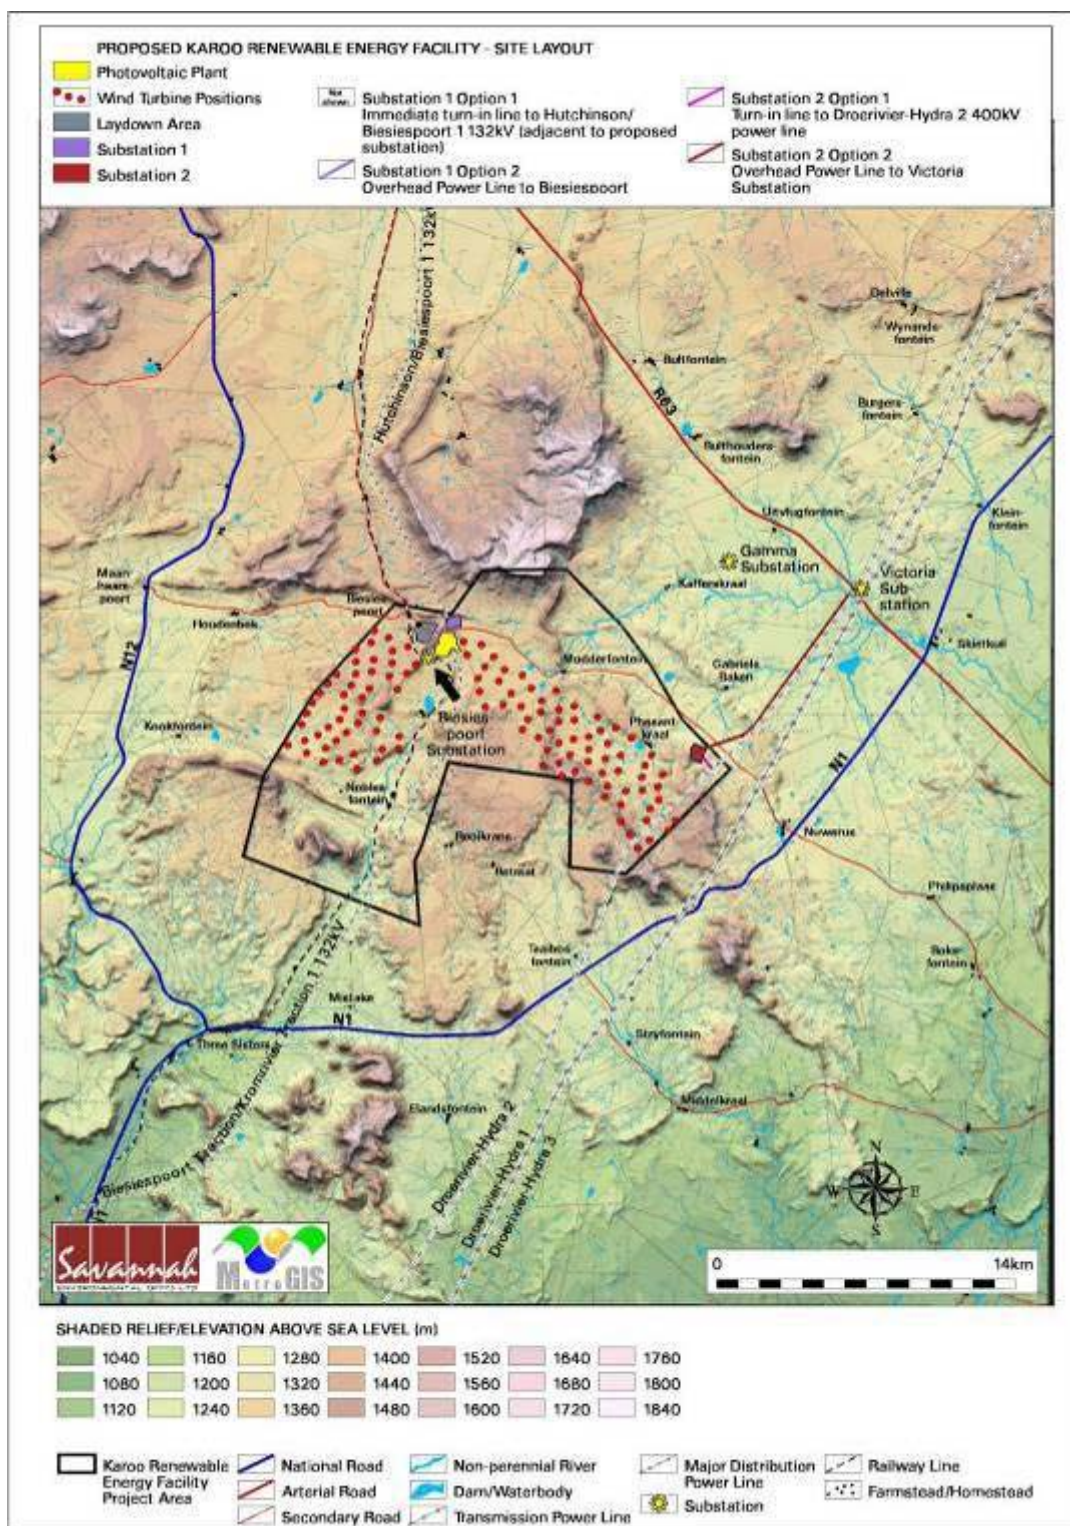 PROPOSED KAROO RENEWABLE ENERGY FACILITY - SITE LAYOUT
Photovoltaic Plant
Wind Turbine Positions
Laydown Area
Substation 1
Substation 2
Not shown
Substation 1 Option 1
Immediate turn-in line to Hutchinson/
Biesiespoort 1 132kV (adjacent to proposed
substation)
Substation 1 Option 2
Overhead Power Line to Biesiespoort
Substation 2 Option 1
Turn-in line to Droerivier-Hydra 2 400kV
power line
Substation 2 Option 2
Overhead Power Line to Victoria
Substation
Hutchinson/Biesiespoort 1 132kV
Delville
Wynands-
fontein
Bultfontein
R63
Burgers-
fontein
Bulthouders-
fontein
Uitvlugfontein
Klein-
fontein
Gamma
Substation
Kafferskraal
Victoria
Sub-
station
Skietkuil
Maan-
haars-
poort
Biesies-
poort
Houdenbek
N12
Modderfontein
Gabriels
Baken
Kookfontein
Biesies-
poort
Substation
Phesant-
kraal
N1
Nobles-
fontein
Rooikrans
Retreat
Nuwerus
Philipsplaas
Taaibos-
fontein
Boks-
fontein
Mistake
N1
Three Sisters
Stryfontein
Elandsfontein
Middelkraal
Biesiespoort Traction/Kromrivier Traction 1 132kV
Droerivier-Hydra 2
Droerivier-Hydra 1
Droerivier-Hydra 3
N1
N
W
E
S
Savannah
ENVIRONMENTAL (PTY) LTD
MetroGIS
0
14km
SHADED RELIEF/ELEVATION ABOVE SEA LEVEL (m)
1040 1160 1280 1400 1520 1640 1760
1080 1200 1320 1440 1560 1680 1800
1120 1240 1360 1480 1600 1720 1840
Karoo Renewable
Energy Facility
Project Area
National Road
Arterial Road
Secondary Road
Non-perennial River
Dam/Waterbody
Transmission Power Line
Major Distribution
Power Line
Substation
Railway Line
Farmstead/Homestead